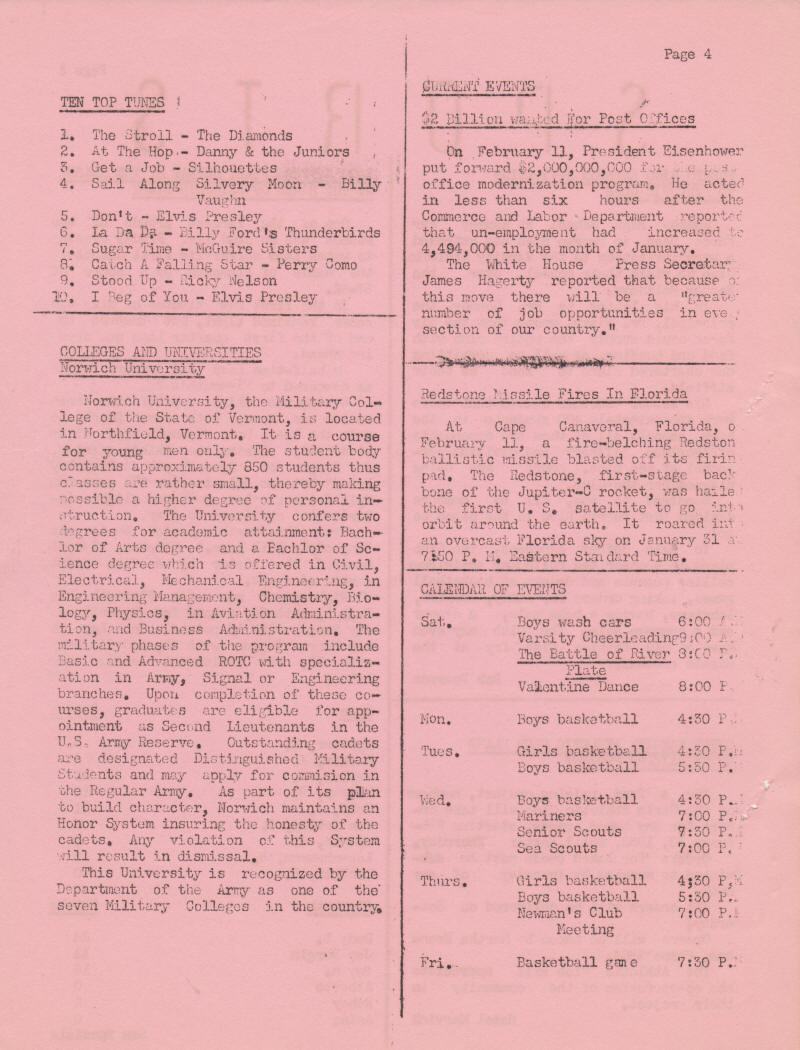 Page 4
TEN TOP TUNES
1. The Stroll - The Diamonds
2. At The Hop - Danny & the Juniors
3. Get a Job - Silhouettes
4. Sail Along Silvery Moon - Billy
Vaughn
5. Don't - Elvis Presley
6. La Da Da - Billy Ford's Thunderbirds
7. Sugar Time - McGuire Sisters
8. Catch A Falling Star - Perry Como
9. Stood Up - Ricky Nelson
10. I Beg of You - Elvis Presley
COLLEGES AND UNIVERSITIES
Norwich University
Norwich University, the Military Col-
lege of the State of Vermont, is located
in Northfield, Vermont. It is a course
for young men only. The student body
contains approximately 850 students thus
classes are rather small, thereby making
possible a higher degree of personal in-
struction. The University confers two
degrees for academic attainment: Bach-
lor of Arts degree and a Bachlor of Sc-
ience degree which is offered in Civil,
Electrical, Mechanical Engineering, in
Engineering Management, Chemistry, Bio-
logy, Physics, in Aviation Administra-
tion, and Business Administration. The
military phases of the program include
Basic and Advanced ROTC with specializ-
ation in Army, Signal or Engineering
branches. Upon completion of these co-
urses, graduates are eligible for app-
ointment as Second Lieutenants in the
U.S. Army Reserve. Outstanding cadets
are designated Distinguished Military
Students and may apply for commision in
the Regular Army. As part of its plan
to build character, Norwich maintains an
Honor System insuring the honesty of the
cadets. Any violation of this System
will result in dismissal.
This University is recognized by the
Department of the Army as one of the
seven Military Colleges in the country.
CURRENT EVENTS
$2 Billion wanted For Post Offices
On February 11, President Eisenhower
put forward $2,000,000,000 for the post
office modernization program. He acted
in less than six hours after the
Commerce and Labor Department reported
that un-employment had increased to
4,494,000 in the month of January.
The White House Press Secretar
James Hagerty reported that because o
this move there will be a "greate
number of job opportunities in eve
section of our country."
Redstone Missile Fires In Florida
At Cape Canaveral, Florida, o
February 11, a fire-belching Redston
ballistic missile blasted off its firin
pad. The Redstone, first-stage back
bone of the Jupiter-C rocket, was haile
the first U. S. satellite to go into
orbit around the earth. It roared int
an overcast Florida sky on January 31 a
7:50 P. M. Eastern Standard Time.
CALENDAR OF EVENTS
Sat. Boys wash cars 6:00 A.
Varsity Cheerleading 9:00 A.
The Battle of River 8:00 P.
Plate
Valentine Dance 8:00 P.
Mon. Boys basketball 4:30 P.
Tues. Girls basketball 4:30 P.
Boys basketball 5:30 P.
Wed. Boys basketball 4:30 P.
Mariners 7:00 P.
Senior Scouts 7:30 P.
Sea Scouts 7:00 P.
Thurs. Girls basketball 4:30 P.M
Boys basketball 5:30 P.
Newman's Club 7:00 P.
Meeting
Fri. Basketball game 7:30 P.